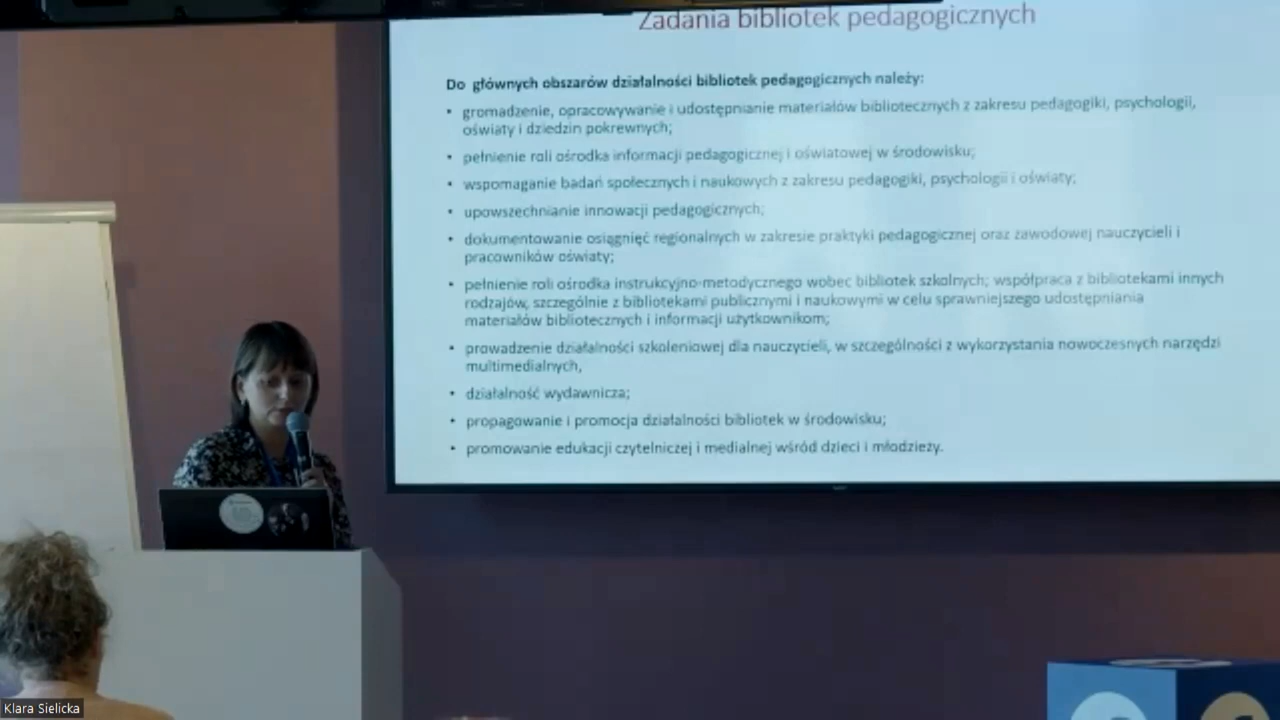 Zadania bibliotek pedagogicznych
Do głównych obszarów działalności bibliotek pedagogicznych należy:
• gromadzenie, opracowywanie i udostępnianie materiałów bibliotecznych z zakresu pedagogiki, psychologii,
oświaty i dziedzin pokrewnych;
• pełnienie roli ośrodka informacji pedagogicznej i oświatowej w środowisku;
• wspomaganie badań społecznych i naukowych z zakresu pedagogiki, psychologii i oświaty;
• upowszechnianie innowacji pedagogicznych;
• dokumentowanie osiągnięć regionalnych w zakresie praktyki pedagogicznej oraz zawodowej nauczycieli i
pracowników oświaty;
• pełnienie roli ośrodka instrukcyjno-metodycznego wobec bibliotek szkolnych; współpraca z bibliotekami innych
rodzajów, szczególnie z bibliotekami publicznymi i naukowymi w celu sprawniejszego udostępniania
materiałów bibliotecznych i informacji użytkownikom;
• prowadzenie działalności szkoleniowej dla nauczycieli, w szczególności z wykorzystania nowoczesnych narzędzi
multimedialnych,
• działalność wydawnicza;
• propagowanie i promocja działalności bibliotek w środowisku;
• promowanie edukacji czytelniczej i medialnej wśród dzieci i młodzieży.
Klara Sielicka